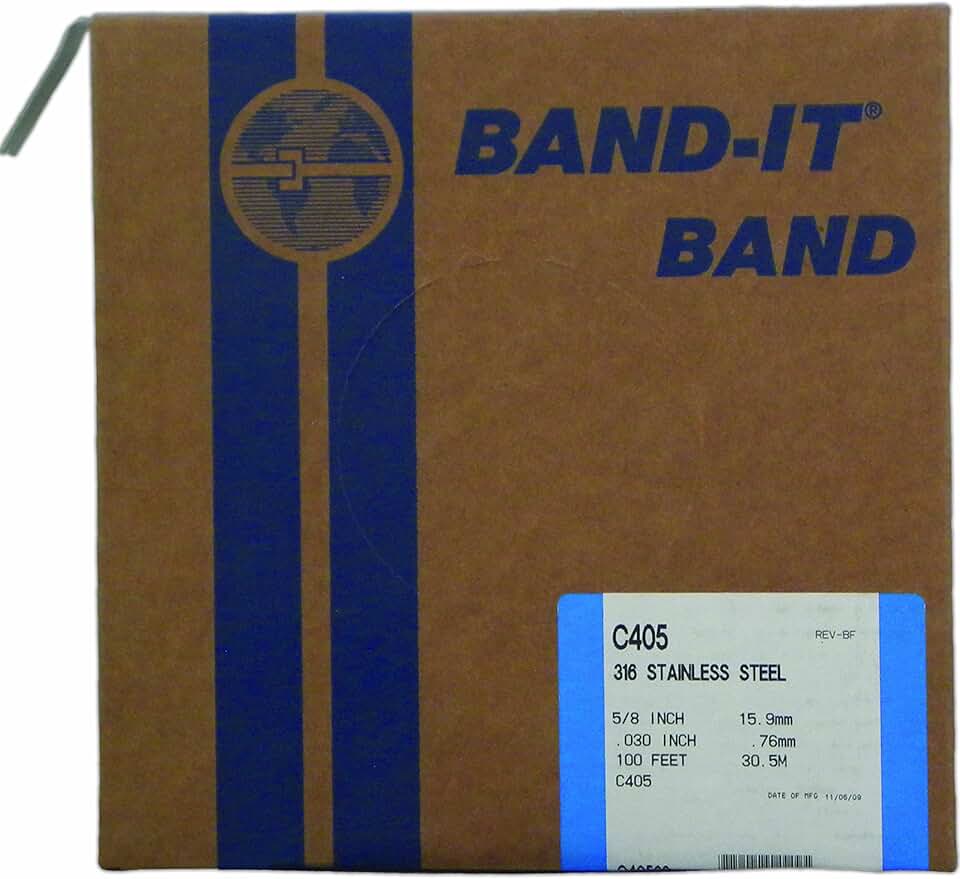 BAND-IT®
BAND
C405 REV-BF
316 STAINLESS STEEL
5/8 INCH 15.9mm
.030 INCH .76mm
100 FEET 30.5M
C405
DATE OF MFG 11/06/09